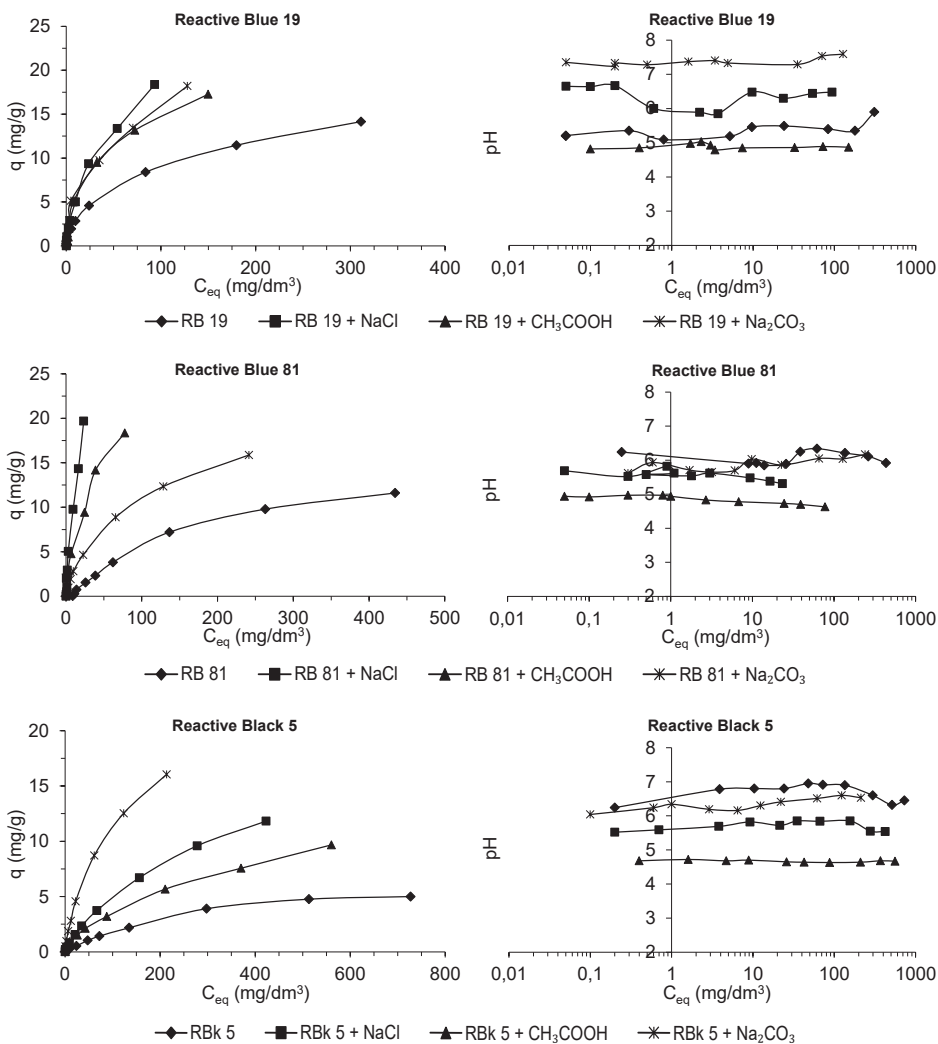 Reactive Blue 19
25
20
15
10
5
0
q (mg/g)
0 100 200 300 400
Ceq (mg/dm³)
Reactive Blue 19
8
7
6
5
4
3
2
pH
0,01 0,1 1 10 100 1000
Ceq (mg/dm³)
RB 19 RB 19 + NaCl RB 19 + CH₃COOH RB 19 + Na₂CO₃
Reactive Blue 81
25
20
15
10
5
0
q (mg/g)
0 100 200 300 400 500
Ceq (mg/dm³)
Reactive Blue 81
8
7
6
5
4
3
2
pH
0,01 0,1 1 10 100 1000
Ceq (mg/dm³)
RB 81 RB 81 + NaCl RB 81 + CH₃COOH RB 81 + Na₂CO₃
Reactive Black 5
20
15
10
5
0
q (mg/g)
0 200 400 600 800
Ceq (mg/dm³)
Reactive Black 5
8
7
6
5
4
3
2
pH
0,01 0,1 1 10 100 1000
Ceq (mg/dm³)
RBk 5 RBk 5 + NaCl RBk 5 + CH₃COOH RBk 5 + Na₂CO₃